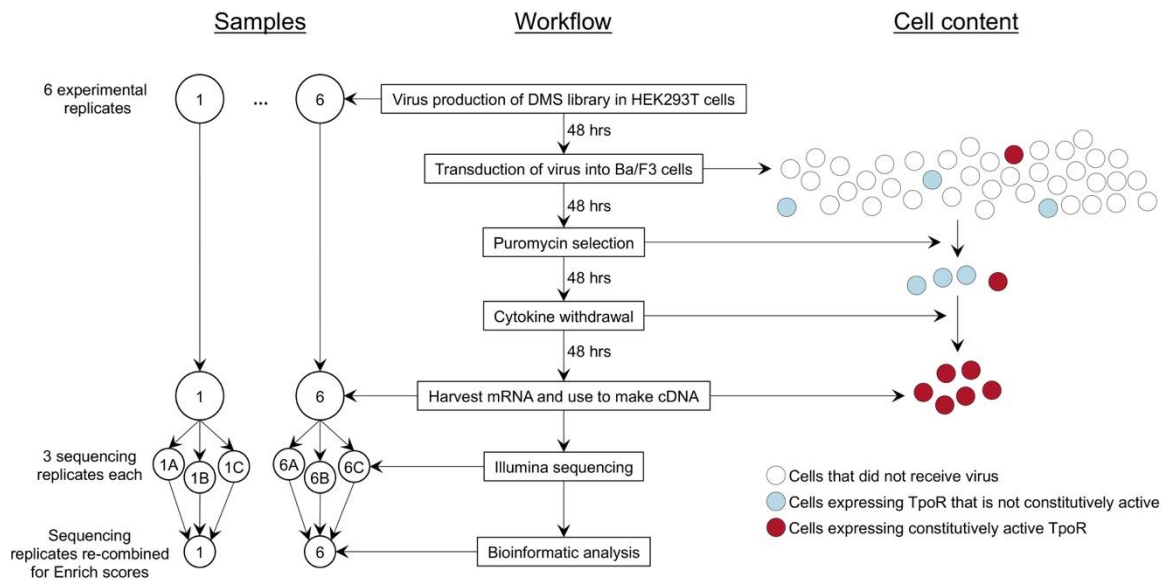 Samples
Workflow
Cell content
6 experimental
replicates
1
...
6
Virus production of DMS library in HEK293T cells
48 hrs
Transduction of virus into Ba/F3 cells
48 hrs
Puromycin selection
48 hrs
Cytokine withdrawal
48 hrs
1
6
Harvest mRNA and use to make cDNA
3 sequencing
replicates each
1A
1B
1C
6A
6B
6C
Illumina sequencing
Cells that did not receive virus
Cells expressing TpoR that is not constitutively active
Cells expressing constitutively active TpoR
Sequencing
replicates re-combined
for Enrich scores
1
6
Bioinformatic analysis